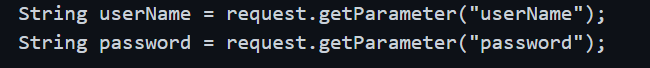 String userName = request.getParameter("userName");
String password = request.getParameter("password");